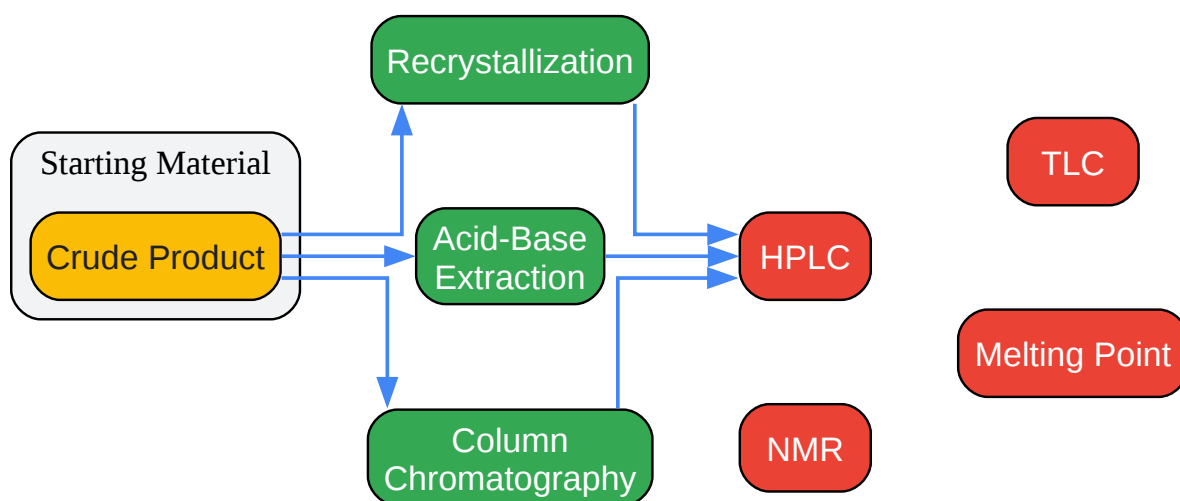 Recrystallization
Starting Material
Crude Product
Acid-Base
Extraction
HPLC
TLC
Melting Point
Column
Chromatography
NMR